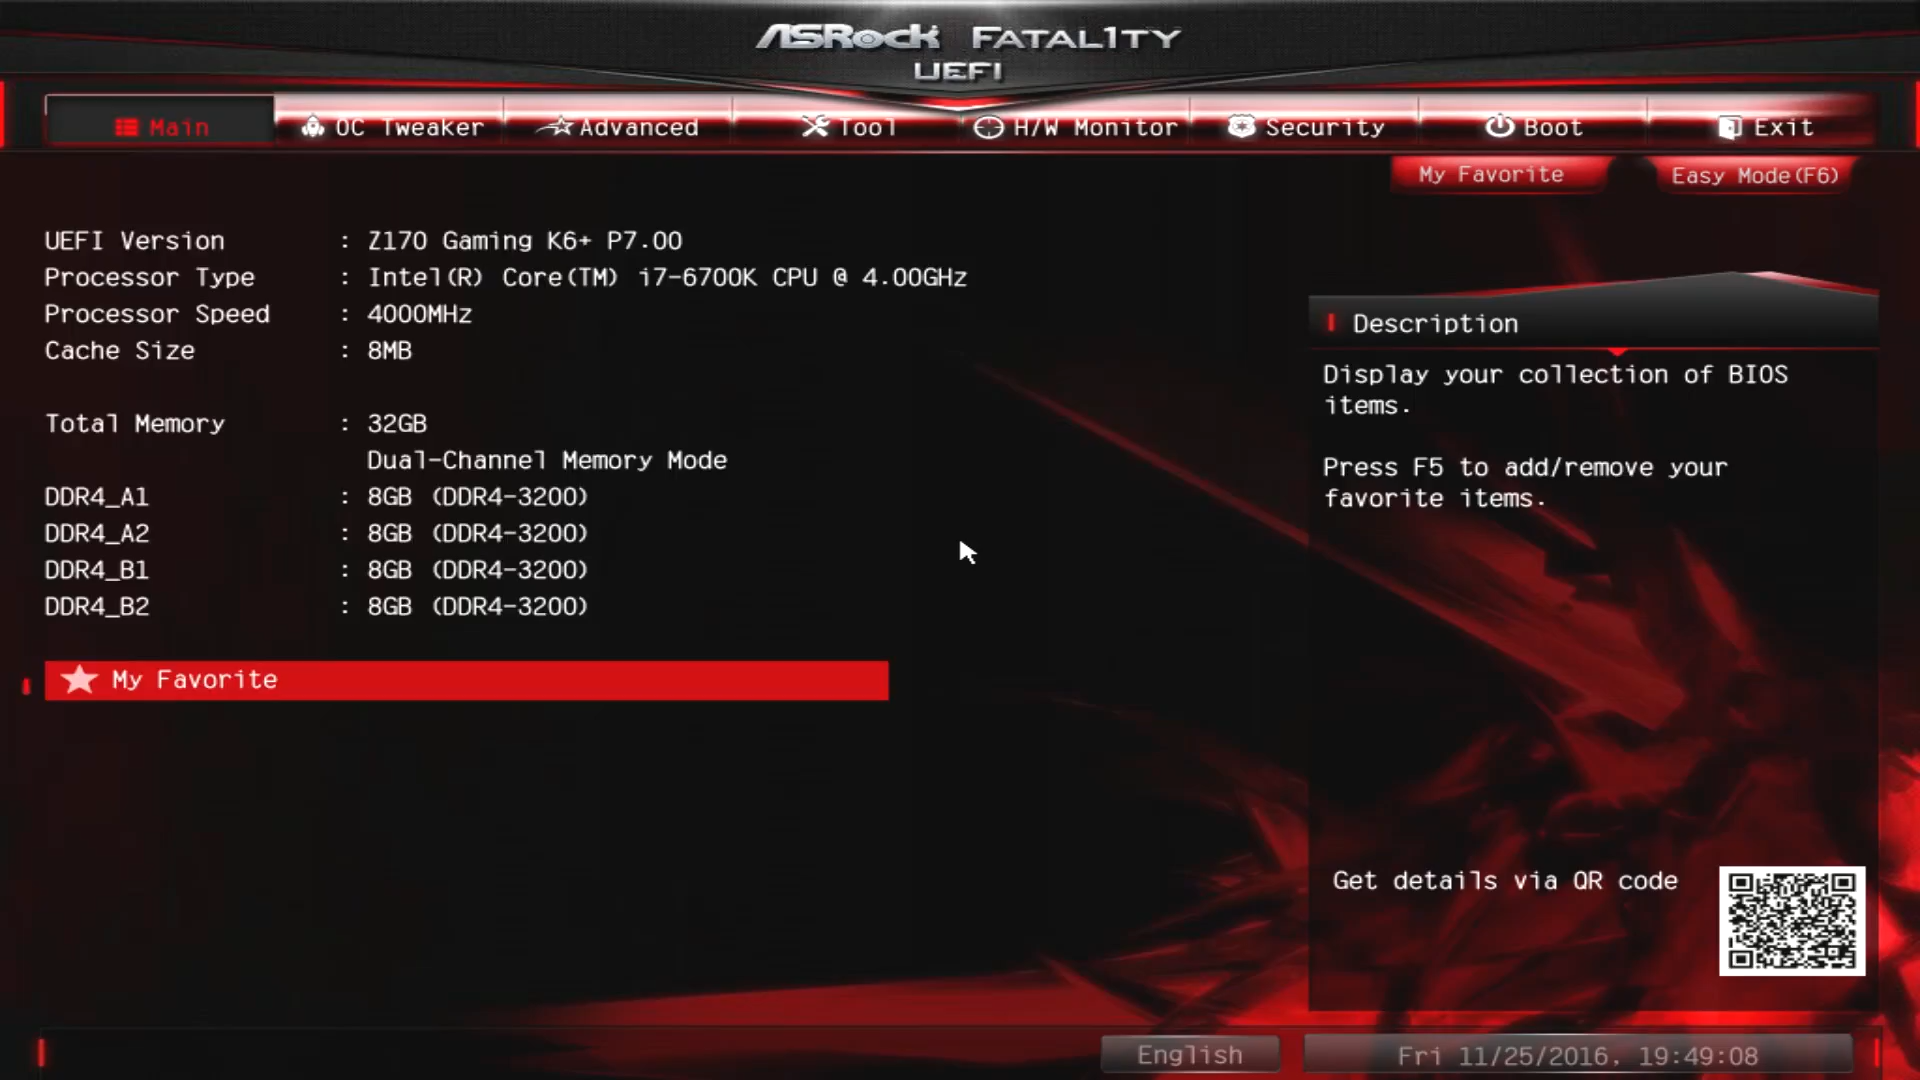 ASRock FATAL1TY
UEFI
Main OC Tweaker Advanced Tool H/W Monitor Security Boot Exit
My Favorite Easy Mode(F6)
UEFI Version : Z170 Gaming K6+ P7.00
Processor Type : Intel(R) Core(TM) i7-6700K CPU @ 4.00GHz
Processor Speed : 4000MHz
Cache Size : 8MB
Total Memory : 32GB
Dual-Channel Memory Mode
DDR4_A1 : 8GB (DDR4-3200)
DDR4_A2 : 8GB (DDR4-3200)
DDR4_B1 : 8GB (DDR4-3200)
DDR4_B2 : 8GB (DDR4-3200)
My Favorite
Description
Display your collection of BIOS
items.
Press F5 to add/remove your
favorite items.
Get details via QR code
English
Fri 11/25/2016, 19:49:08